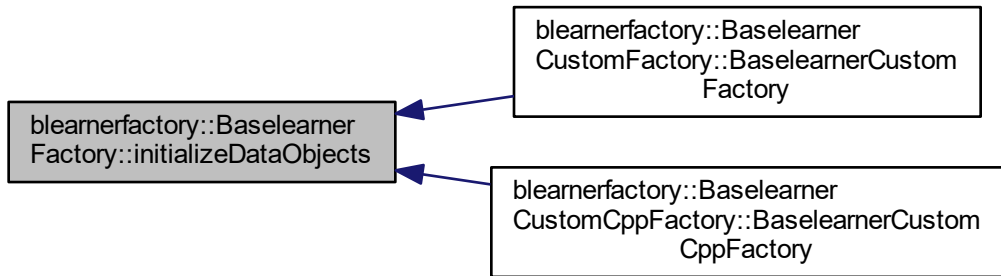 blearnerfactory::Baselearner
Factory::initializeDataObjects
blearnerfactory::Baselearner
CustomFactory::BaselearnerCustom
Factory
blearnerfactory::Baselearner
CustomCppFactory::BaselearnerCustom
CppFactory